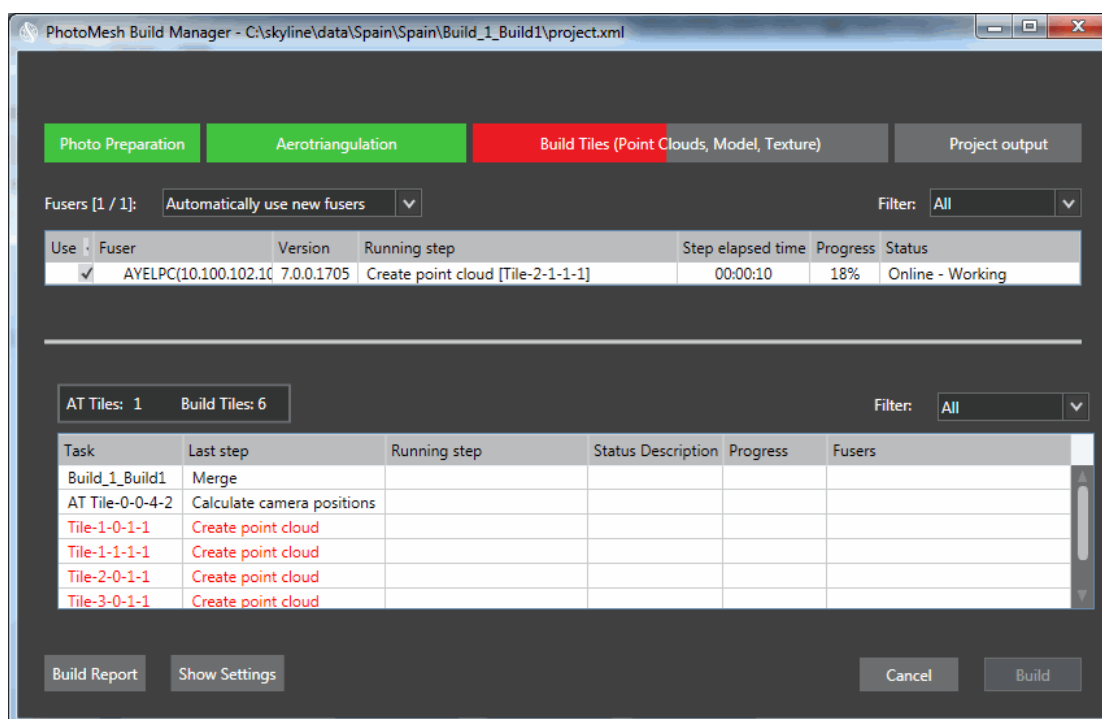 PhotoMesh Build Manager - C:\skyline\data\Spain\Spain\Build_1_Build1\project.xml
Photo Preparation Aerotriangulation Build Tiles (Point Clouds, Model, Texture) Project output
Fusers [1 / 1]: Automatically use new fusers Filter: All
Use Fuser Version Running step Step elapsed time Progress Status
AYELPC(10.100.102.10 7.0.0.1705 Create point cloud [Tile-2-1-1-1] 00:00:10 18% Online - Working
AT Tiles: 1 Build Tiles: 6 Filter: All
Task Last step Running step Status Description Progress Fusers
Build_1_Build1 Merge
AT Tile-0-0-4-2 Calculate camera positions
Tile-1-0-1-1 Create point cloud
Tile-1-1-1-1 Create point cloud
Tile-2-0-1-1 Create point cloud
Tile-3-0-1-1 Create point cloud
Build Report Show Settings Cancel Build